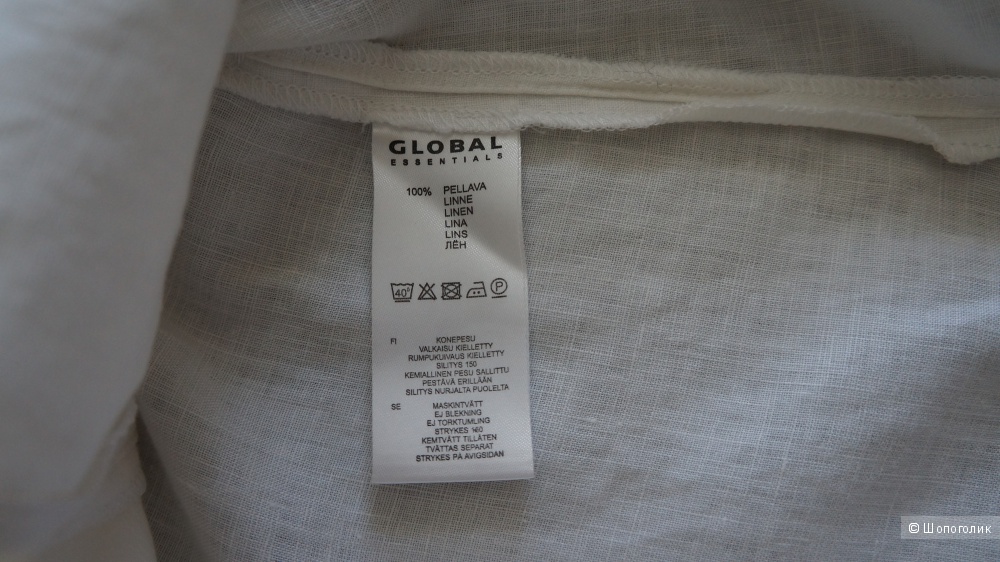 GLOBAL
ESSENTIALS
100% PELLAVA
LINNE
LINEN
LINA
LINS
ЛЁН
40°
P
FI KONEPESU
VALKAISU KIELLETTY
RUMPUKUIVAUS KIELLETTY
SILITYS 150
KEMIALLINEN PESU SALLITTU
PESTÄVÄ ERILLÄÄN
SILITYS NURJALTA PUOLELTA
SE MASKINTVÄTT
EJ BLEKNING
EJ TORKTUMLING
STRYKES
KEMTVÄTT TILLÅTEN
TVÄTTAS SEPARAT
STRYKES PÅ AVIGSIDAN
© Шопоголик